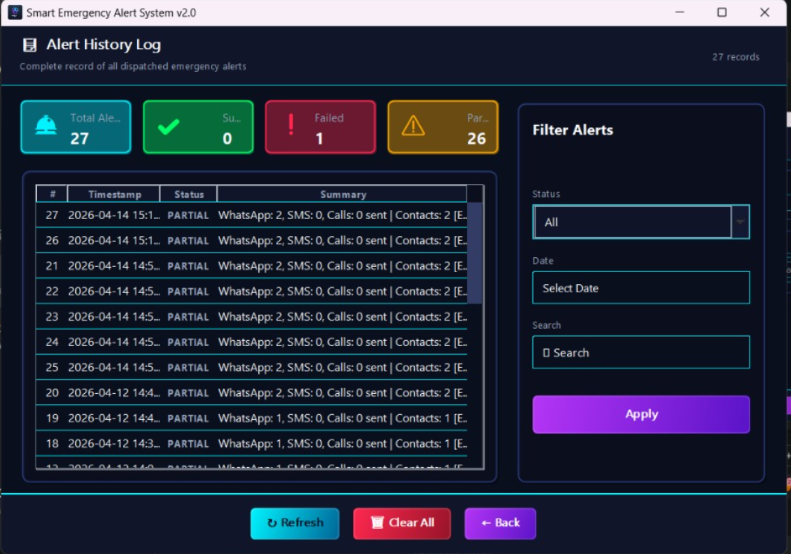 Smart Emergency Alert System v2.0
Alert History Log
Complete record of all dispatched emergency alerts
27 records
Total Ale...
27
Su...
0
Failed
1
Par...
26
# Timestamp Status Summary
27 2026-04-14 15:1... PARTIAL WhatsApp: 2, SMS: 0, Calls: 0 sent | Contacts: 2 [E...
26 2026-04-14 15:1... PARTIAL WhatsApp: 2, SMS: 0, Calls: 0 sent | Contacts: 2 [E...
21 2026-04-14 14:5... PARTIAL WhatsApp: 2, SMS: 0, Calls: 0 sent | Contacts: 2 [E...
22 2026-04-14 14:5... PARTIAL WhatsApp: 2, SMS: 0, Calls: 0 sent | Contacts: 2 [E...
23 2026-04-14 14:5... PARTIAL WhatsApp: 2, SMS: 0, Calls: 0 sent | Contacts: 2 [E...
24 2026-04-14 14:5... PARTIAL WhatsApp: 2, SMS: 0, Calls: 0 sent | Contacts: 2 [E...
25 2026-04-14 14:5... PARTIAL WhatsApp: 2, SMS: 0, Calls: 0 sent | Contacts: 2 [E...
20 2026-04-12 14:4... PARTIAL WhatsApp: 2, SMS: 0, Calls: 0 sent | Contacts: 2 [E...
19 2026-04-12 14:4... PARTIAL WhatsApp: 1, SMS: 0, Calls: 0 sent | Contacts: 1 [E...
18 2026-04-12 14:3... PARTIAL WhatsApp: 1, SMS: 0, Calls: 0 sent | Contacts: 1 [E...
Filter Alerts
Status
All
Date
Select Date
Search
Search
Apply
↻ Refresh
Clear All
← Back